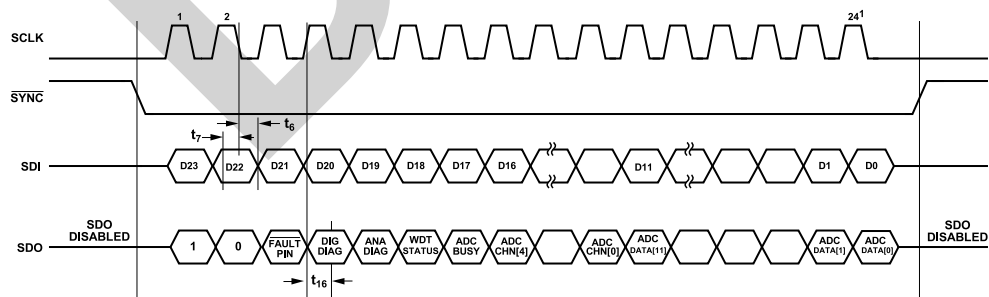 1 2 24¹
SCLK
SYNC
t7 t6
SDI D23 D22 D21 D20 D19 D18 D17 D16 D11 D1 D0
SDO SDO DISABLED 1 0 FAULT PIN DIG DIAG ANA DIAG WDT STATUS ADC BUSY ADC CHN[4] ADC CHN[0] ADC DATA[11] ADC DATA[1] ADC DATA[0] SDO DISABLED
t16